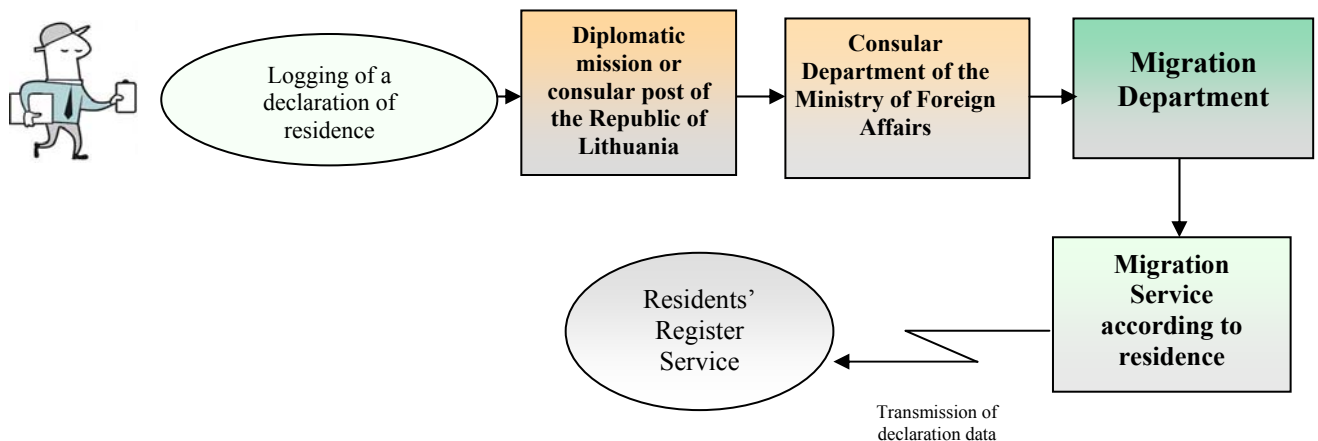 Logging of a
declaration of
residence
Diplomatic
mission or
consular post of
the Republic of
Lithuania
Consular
Department of the
Ministry of Foreign
Affairs
Migration
Department
Migration
Service
according to
residence
Residents’
Register
Service
Transmission of
declaration data